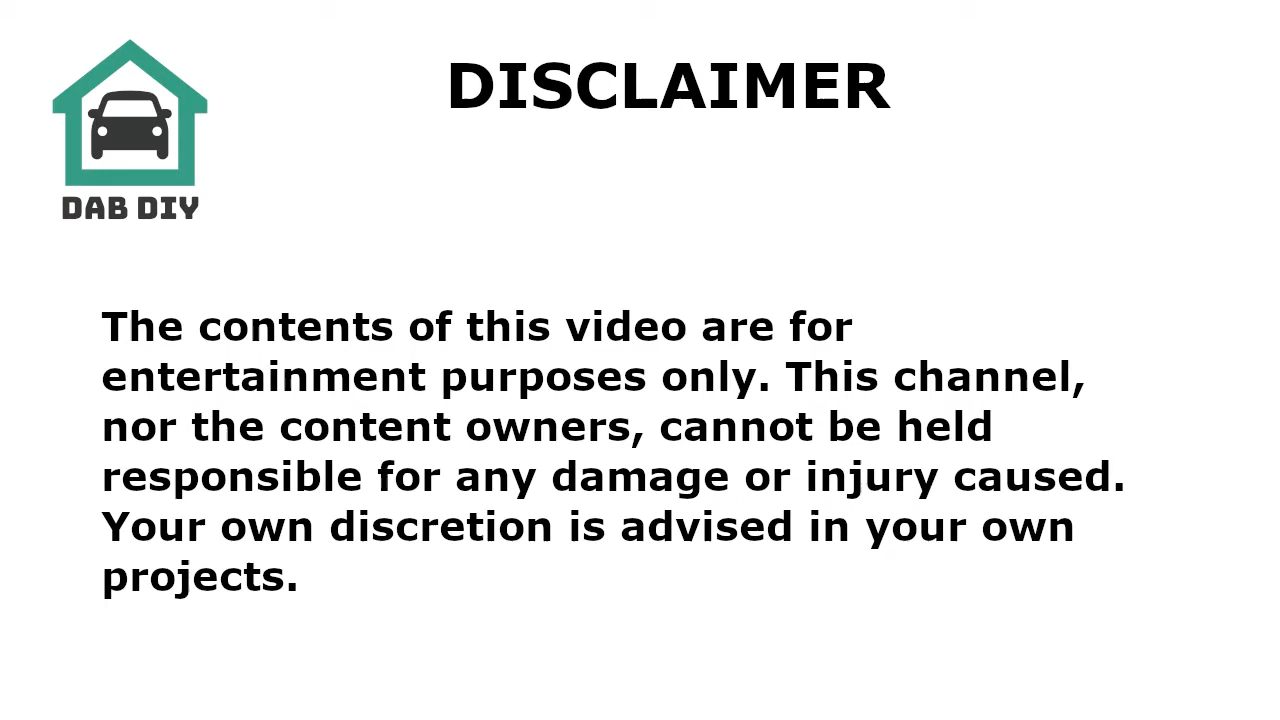 DISCLAIMER
DAB DIY
The contents of this video are for
entertainment purposes only. This channel,
nor the content owners, cannot be held
responsible for any damage or injury caused.
Your own discretion is advised in your own
projects.